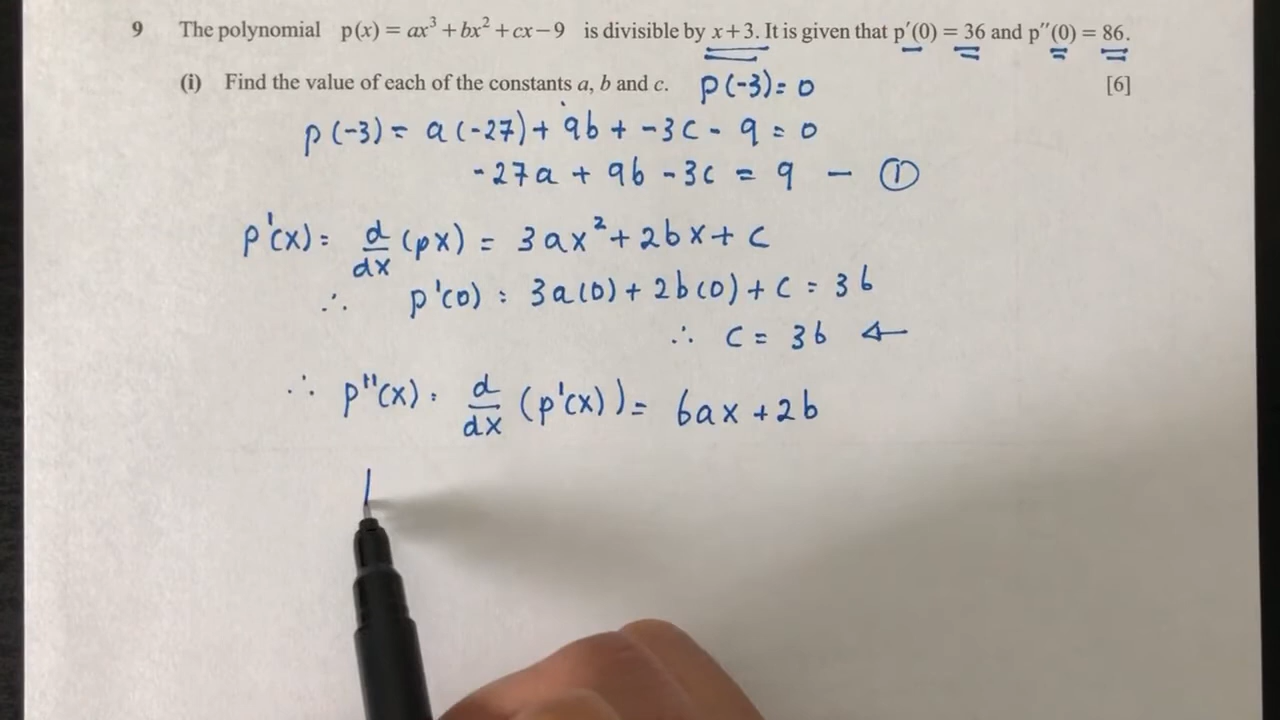 9 The polynomial p(x) = ax³ + bx² + cx − 9 is divisible by x + 3. It is given that p′(0) = 36 and p″(0) = 86.
(i) Find the value of each of the constants a, b and c. p(-3) = 0 [6]
p(-3) = a(-27) + 9b + -3c - 9 = 0
-27a + 9b - 3c = 9 — ①
p'(x) = d/dx (px) = 3ax² + 2bx + c
∴ p'(0) = 3a(0) + 2b(0) + c = 36
∴ c = 36 ←
∴ p''(x) = d/dx (p'(x)) = 6ax + 2b